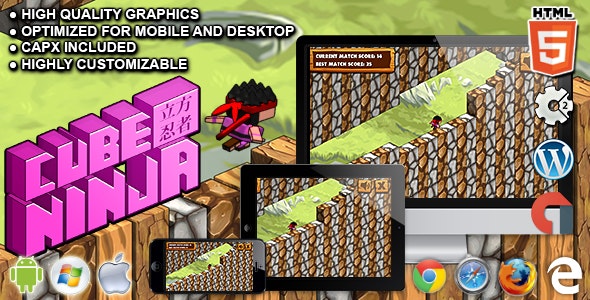 • HIGH QUALITY GRAPHICS
• OPTIMIZED FOR MOBILE AND DESKTOP
• CAPX INCLUDED
• HIGHLY CUSTOMIZABLE
HTML
5
CURRENT MATCH SCORE: 14
BEST MATCH SCORE: 35
2
CUBE
NINJA
立方
忍者